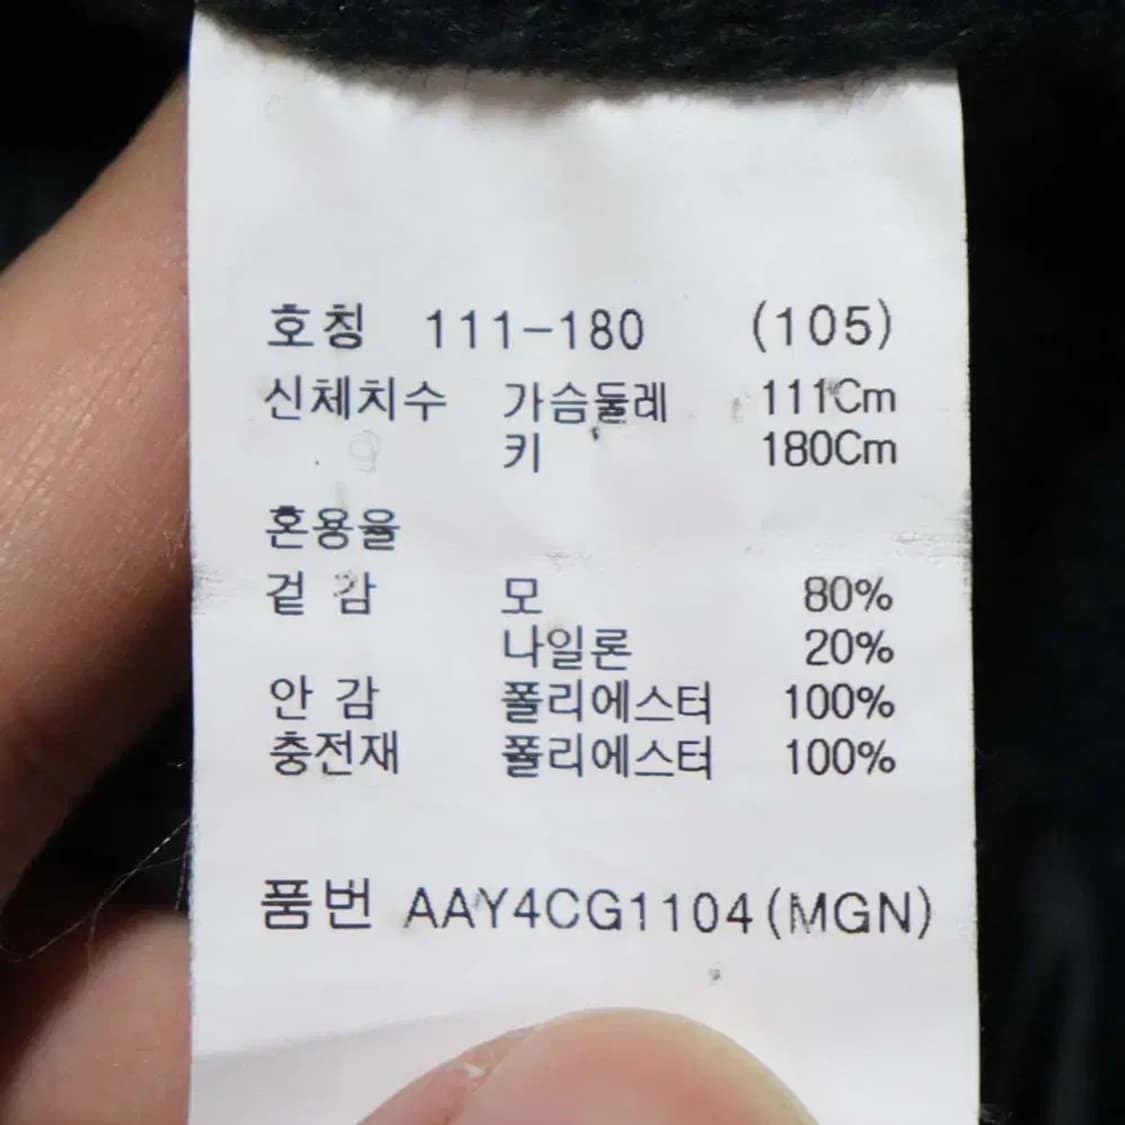 호칭 111-180 (105)
신체치수 가슴둘레 111Cm
키 180Cm
혼용율
겉 감 모 80%
나일론 20%
안 감 폴리에스터 100%
충전재 폴리에스터 100%
품번 AAY4CG1104(MGN)